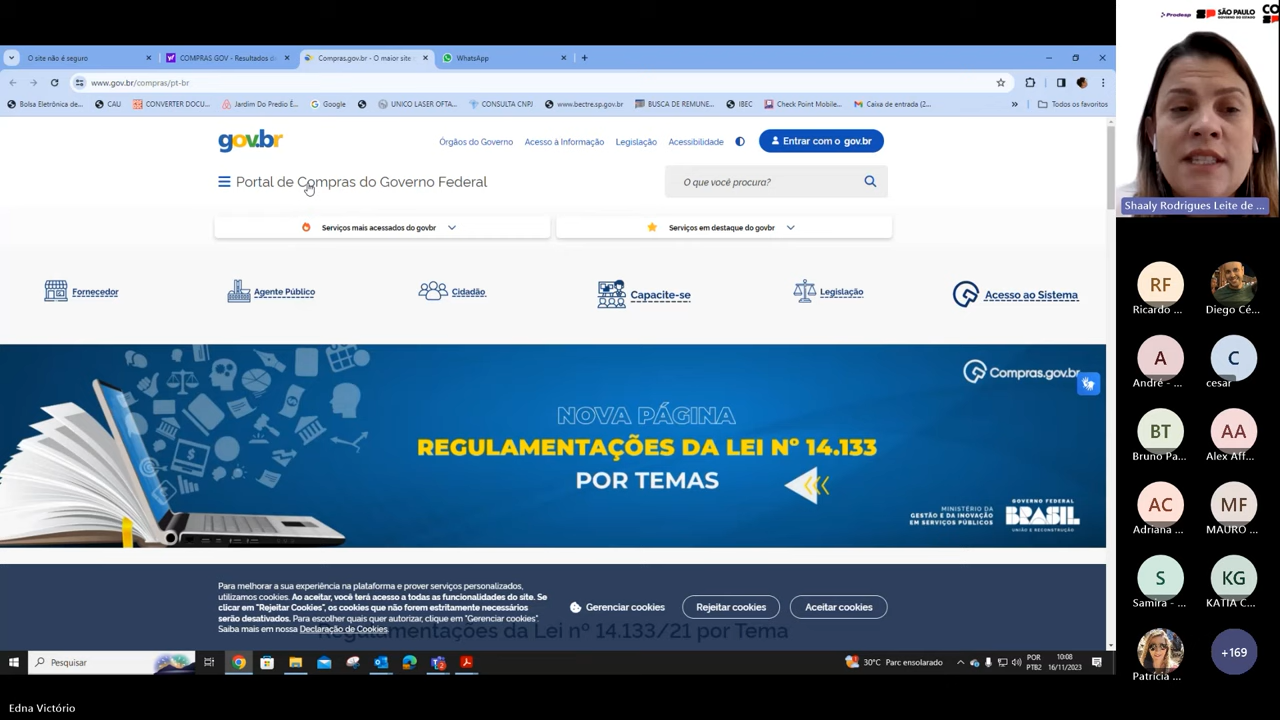 Prodesp
SÃO PAULO
GOVERNO DO ESTADO
O site não é seguro
COMPRAS GOV - Resultados d
Compras.gov.br - O maior site
WhatsApp
www.gov.br/compras/pt-br
Bolsa Eletrônica de...
CAU
CONVERTER DOCU...
Jardim Do Predio É...
Google
UNICO LASER OFTA...
CONSULTA CNPJ
www.bectre.sp.gov.br
BUSCA DE REMUNE...
IBEC
Check Point Mobile...
Caixa de entrada (2...
Todos os favoritos
gov.br
Órgãos do Governo
Acesso à Informação
Legislação
Acessibilidade
Entrar com o gov.br
Portal de Compras do Governo Federal
O que você procura?
Serviços mais acessados do govbr
Serviços em destaque do govbr
Fornecedor
Agente Público
Cidadão
Capacite-se
Legislação
Acesso ao Sistema
Compras.gov.br
NOVA PÁGINA
REGULAMENTAÇÕES DA LEI Nº 14.133
POR TEMAS
MINISTÉRIO DA
GESTÃO E DA INOVAÇÃO
EM SERVIÇOS PÚBLICOS
GOVERNO FEDERAL
BRASIL
UNIÃO E RECONSTRUÇÃO
Para melhorar a sua experiência na plataforma e prover serviços personalizados,
utilizamos cookies. Ao aceitar, você terá acesso a todas as funcionalidades do site. Se
clicar em "Rejeitar Cookies", os cookies que não forem estritamente necessários
serão desativados. Para escolher quais quer autorizar, clique em "Gerenciar cookies".
Saiba mais em nossa Declaração de Cookies.
Gerenciar cookies
Rejeitar cookies
Aceitar cookies
Regulamentações da Lei nº 14.133/21 por Tema
Pesquisar
30°C Parc ensolarado
POR
PTB2
10:08
16/11/2023
Edna Victório
Shaaly Rodrigues Leite de ...
RF
Ricardo ...
Diego Cé...
A
André - ...
C
cesar
BT
Bruno Pa...
AA
Alex Aff...
AC
Adriana ...
MF
MAURO ...
S
Samira - ...
KG
KATIA C...
Patrícia ...
+169